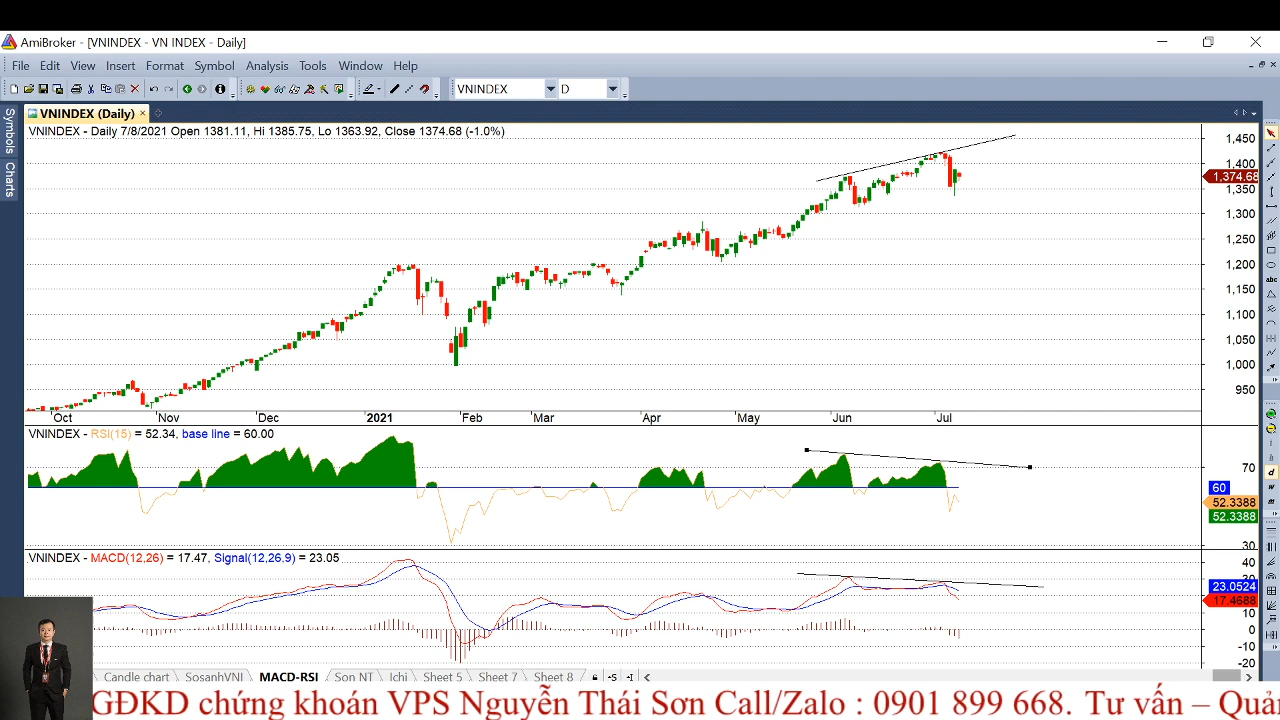 AmiBroker - [VNINDEX - VN INDEX - Daily]
File Edit View Insert Format Symbol Analysis Tools Window Help
VNINDEX D
VNINDEX (Daily)
Symbols
Charts
VNINDEX - Daily 7/8/2021 Open 1381.11, Hi 1385.75, Lo 1363.92, Close 1374.68 (-1.0%)
1,450
1,400
1,374.68
1,350
1,300
1,250
1,200
1,150
1,100
1,050
1,000
950
Oct Nov Dec 2021 Feb Mar Apr May Jun Jul
VNINDEX - RSI(15) = 52.34, base line = 60.00
70
60
52.3388
52.3388
30
VNINDEX - MACD(12,26) = 17.47, Signal(12,26,9) = 23.05
40
30
23.0524
17.4688
10
0
-10
-20
Candle chart SosanhVNI MACD-RSI Son NT Ichi Sheet 5 Sheet 7 Sheet 8
GĐKD chứng khoán VPS Nguyễn Thái Sơn Call/Zalo : 0901 899 668. Tư vấn – Quản